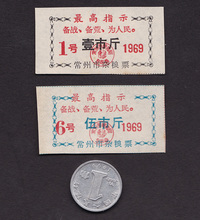 最高指示
备战、备荒、为人民。
1号 壹市斤 1969
常州市搭粮票
最高指示
备战、备荒、为人民。
6号 伍市斤 1969
常州市搭粮票
1